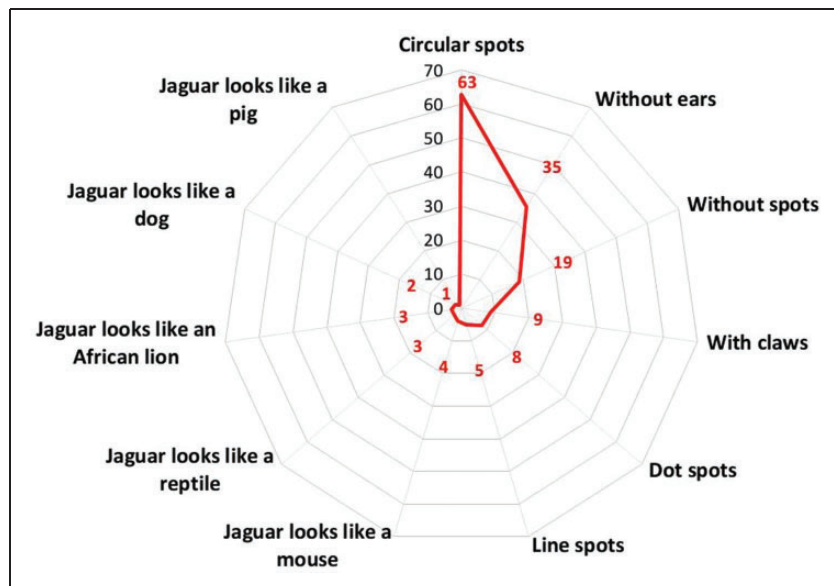 Circular spots
70
63
60
50
40
30
20
10
0
Without ears
35
Without spots
19
With claws
9
Dot spots
8
Line spots
5
Jaguar looks like a
mouse
4
Jaguar looks like a
reptile
3
Jaguar looks like an
African lion
3
Jaguar looks like a
dog
2
Jaguar looks like a
pig
1